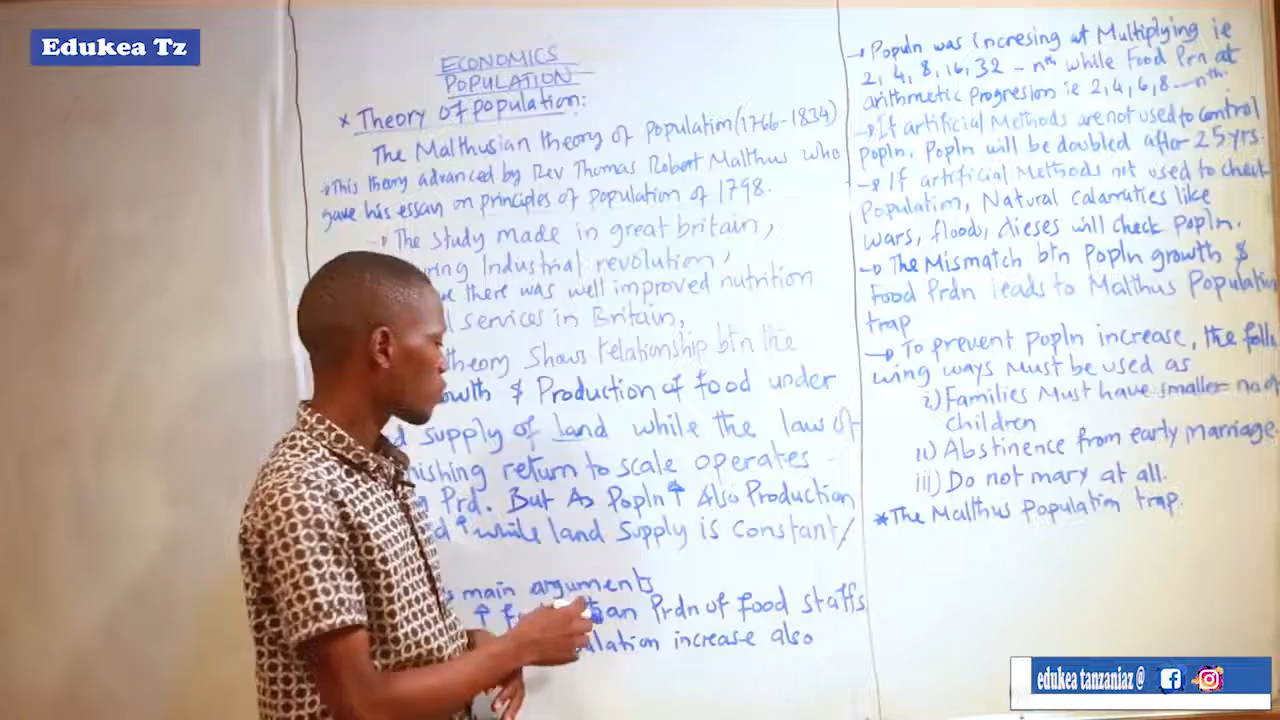 Edukea Tz
ECONOMICS
POPULATION
* Theory of population:
The Malthusian theory of Population (1766-1834)
This theory advanced by Rev Thomas Robert Malthus who
gave his essay on principles of population of 1798.
The study made in great britain,
Industrial revolution,
there was well improved nutrition
services in Britain,
theory Shows relationship btn the
& Production of food under
supply of land while the law of
return to scale operates
Prd. But As Popln↑ Also Production
↑ while land Supply is Constant/
main arguments
↑ Prdn of food staffs
increase also
Populn was incresing at Multiplying ie
2, 4, 8, 16, 32 - nth while Food Prn at
arithmetic progresion ie 2, 4, 6, 8 -- nth.
If artificial Methods are not used to control
popln, Popln will be doubled after 25 yrs.
If artificial Methods not used to check
Population, Natural calamuties like
wars, flood, dieses will check popln.
The Mismatch btn Popln growth &
Food Prdn leads to Malthus Population
trap
To prevent popln increase, the follo
wing ways Must be used as
i) Families Must have smaller no of
children
ii) Abstinence from early marriage.
iii) Do not mary at all.
* The Malthus Population trap.
edukea tanzaniaz @